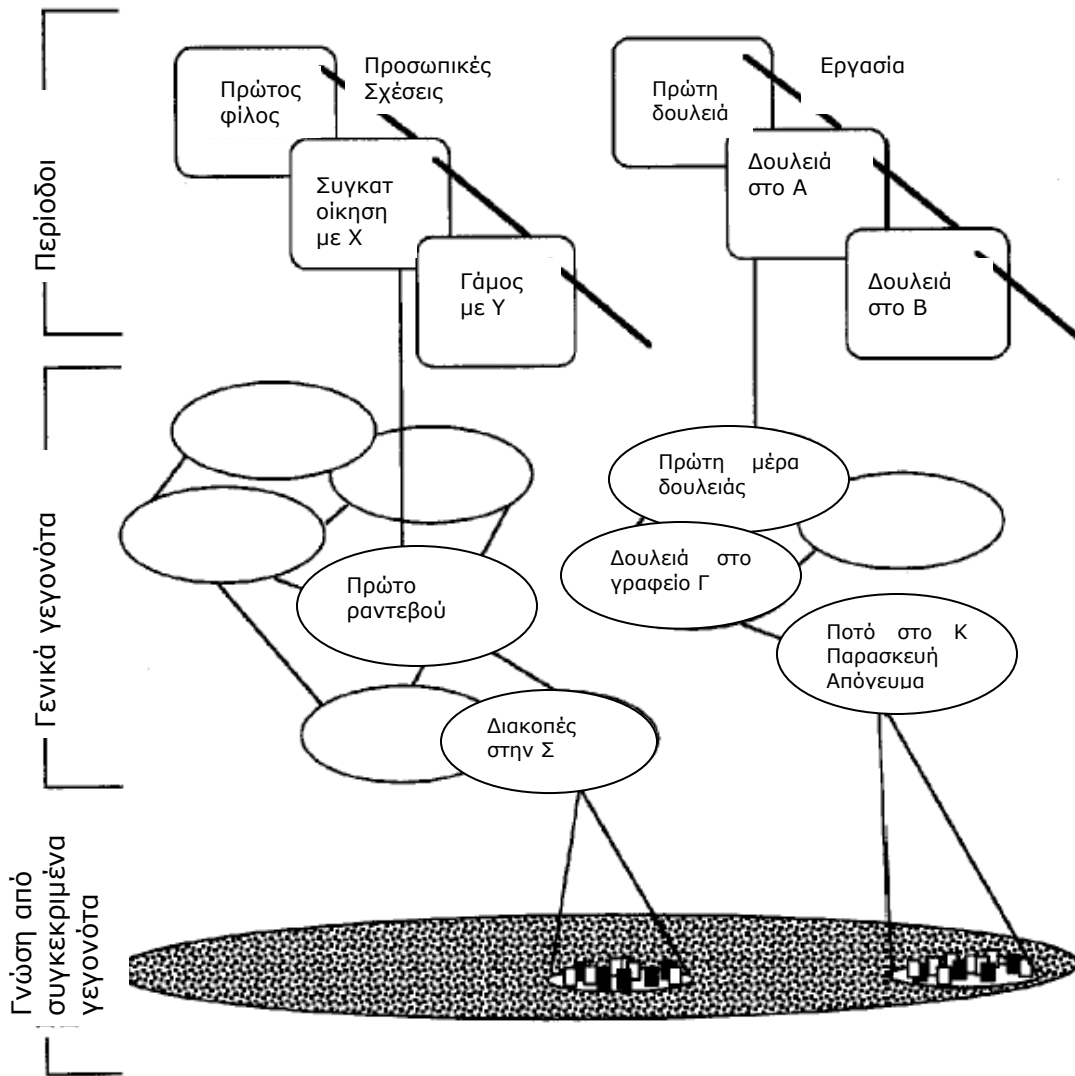 Περίοδοι
Πρώτος
φίλος
Προσωπικές
Σχέσεις
Συγκατ
οίκηση
με Χ
Γάμος
με Υ
Πρώτη
δουλειά
Εργασία
Δουλειά
στο Α
Δουλειά
στο Β
Γενικά γεγονότα
Πρώτο
ραντεβού
Διακοπές
στην Σ
Πρώτη μέρα
δουλειάς
Δουλειά στο
γραφείο Γ
Ποτό στο Κ
Παρασκευή
Απόγευμα
Γνώση από
συγκεκριμένα
γεγονότα